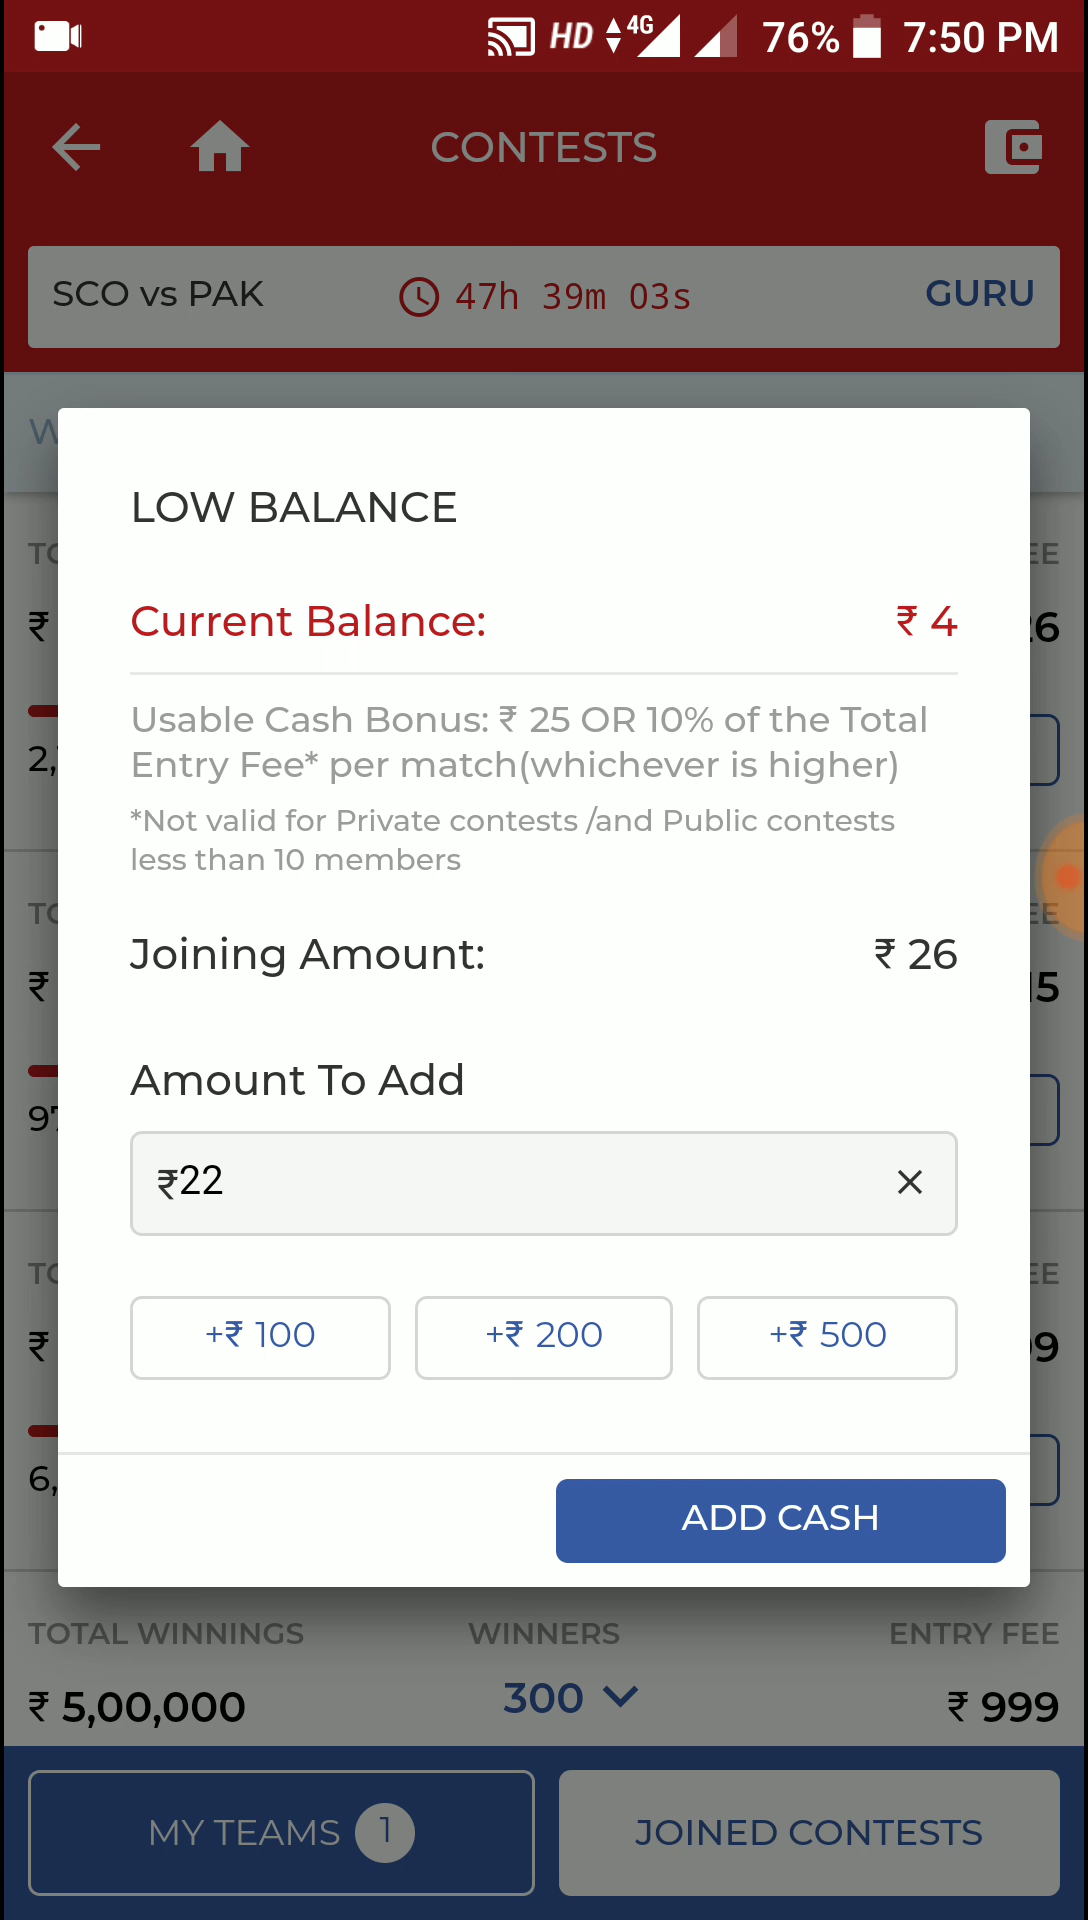 HD 4G 76% 7:50 PM
CONTESTS
SCO vs PAK 47h 39m 03s GURU
LOW BALANCE
Current Balance: ₹ 4
Usable Cash Bonus: ₹ 25 OR 10% of the Total
Entry Fee* per match(whichever is higher)
*Not valid for Private contests /and Public contests
less than 10 members
Joining Amount: ₹ 26
Amount To Add
₹22
+₹ 100 +₹ 200 +₹ 500
ADD CASH
TOTAL WINNINGS WINNERS ENTRY FEE
₹ 5,00,000 300 ₹ 999
MY TEAMS 1 JOINED CONTESTS